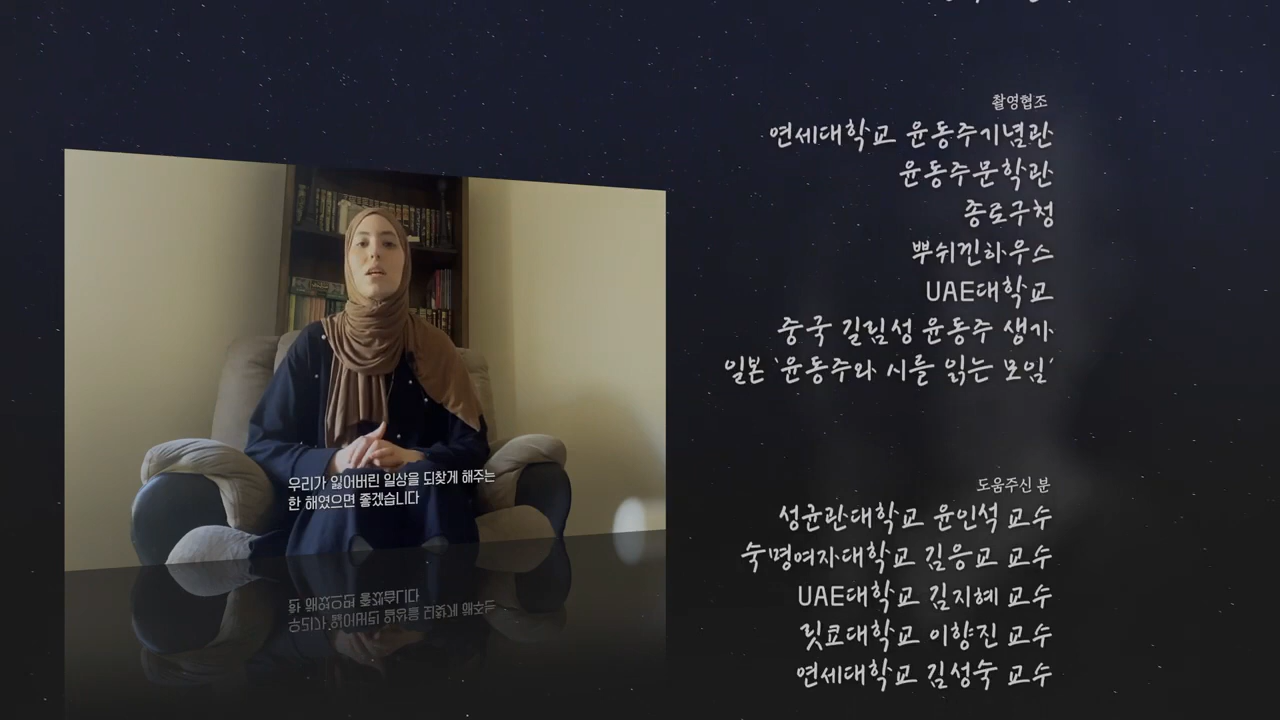 촬영협조
연세대학교 윤동주기념관
윤동주문학관
종로구청
뿌쉬낀하우스
UAE대학교
중국 길림성 윤동주 생가
일본 '윤동주와 시를 읽는 모임'
우리가 잃어버린 일상을 되찾게 해주는
한 해였으면 좋겠습니다
도움주신 분
성균관대학교 윤인석 교수
숙명여자대학교 김응교 교수
UAE대학교 김지혜 교수
릿쿄대학교 이향진 교수
연세대학교 김성숙 교수